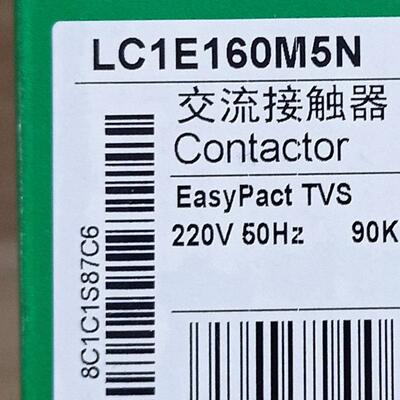 LC1E160M5N
交流接触器
Contactor
EasyPact TVS
220V 50Hz 90K
8C1C1S87C6